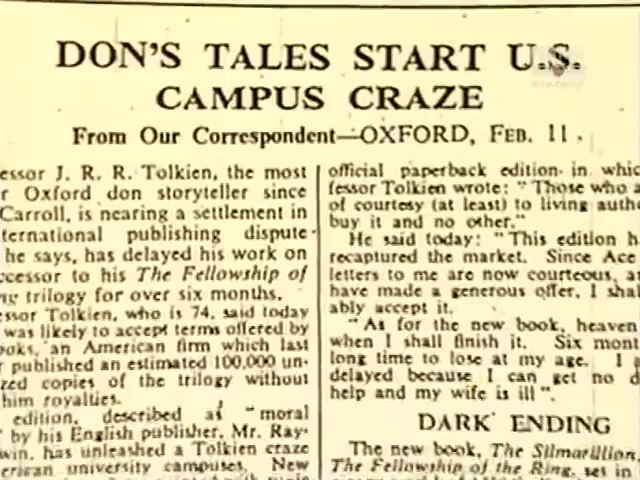 DON'S TALES START U.S.
CAMPUS CRAZE
From Our Correspondent—OXFORD, FEB. 11.
essor J. R. R. Tolkien, the most
r Oxford don storyteller since
Carroll, is nearing a settlement in
ternational publishing dispute
he says, has delayed his work on
ccessor to his The Fellowship of
ng trilogy for over six months.
essor Tolkien, who is 74, said today
was likely to accept terms offered by
ooks, an American firm which last
r published an estimated 100,000 un-
zed copies of the trilogy without
him royalties.
edition, described as "moral
" by his English publisher, Mr. Ray-
win, has unleashed a Tolkien craze
erican university campuses. New
official paperback edition in whic
fessor Tolkien wrote: "Those who a
of courtesy (at least) to living autho
buy it and no other."
He said today: "This edition h
recaptured the market. Since Ace
letters to me are now courteous, a
have made a generous offer, I shal
ably accept it.
"As for the new book, heaven
when I shall finish it. Six mont
long time to lose at my age. I
delayed because I can get no d
help and my wife is ill".
DARK ENDING
The new book, The Silmarillion,
The Fellowship of the Ring, set in